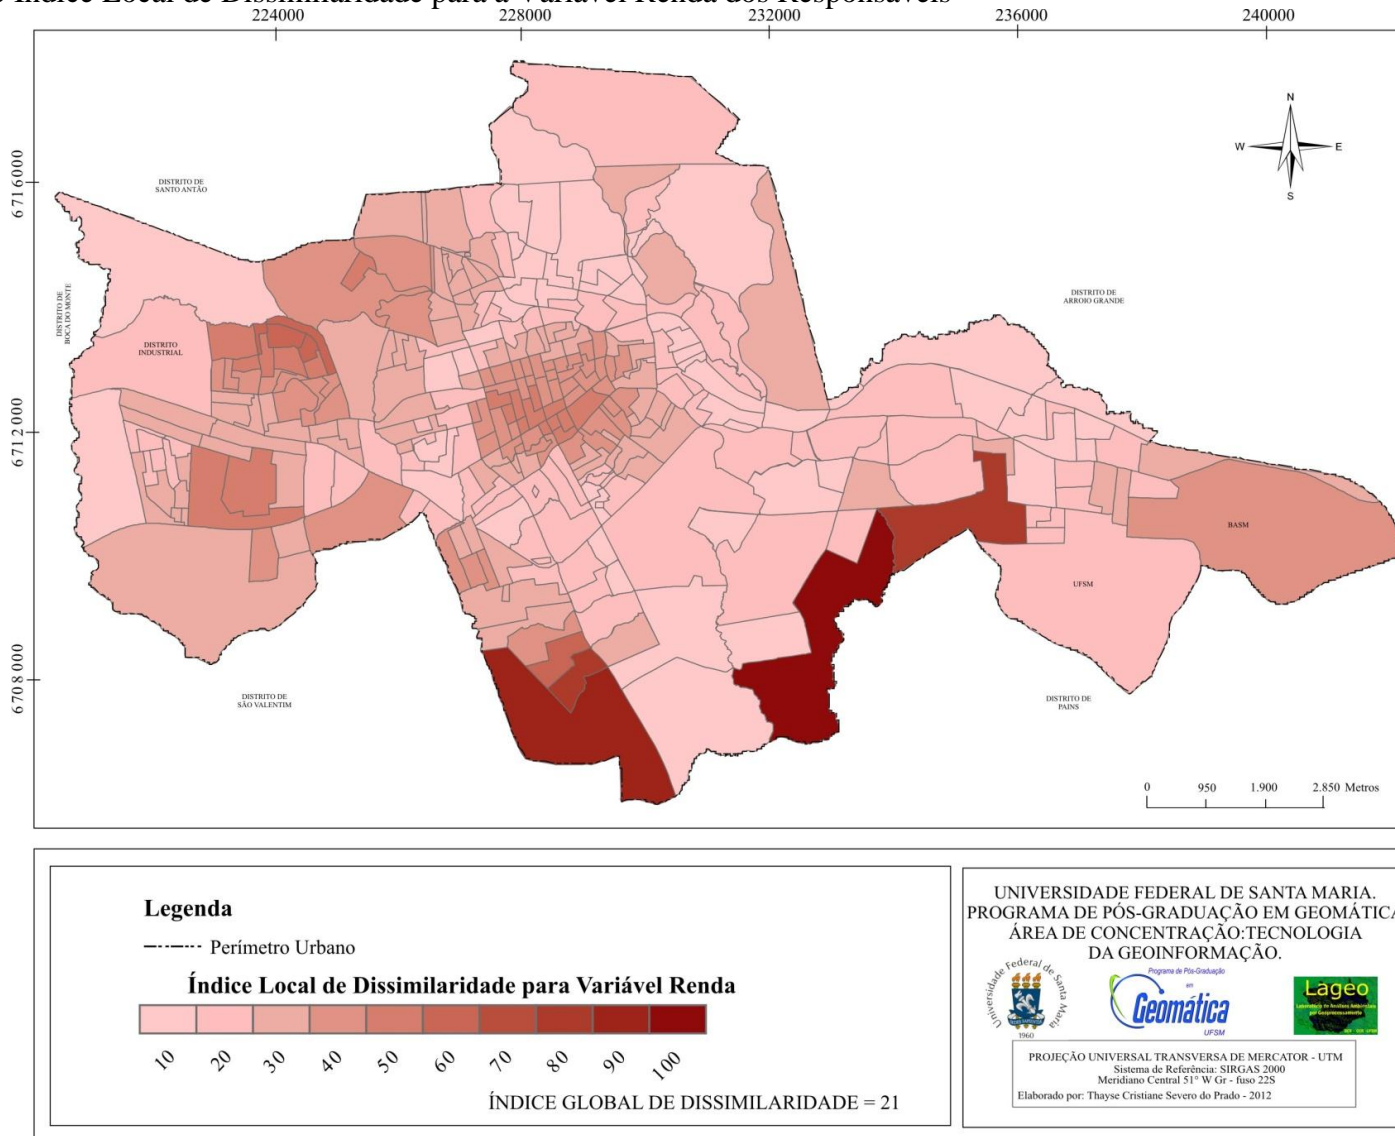 Índice Local de Dissimilaridade para a Variável Renda dos Responsáveis
224000 228000 232000 236000 240000
6716000
6712000
6708000
N
W E
S
DISTRITO DE
SANTO ANTÃO
DISTRITO DE
BOCA DO MONTE
DISTRITO
INDUSTRIAL
DISTRITO DE
ARROIO GRANDE
BASM
UFSM
DISTRITO DE
SÃO VALENTIM
DISTRITO DE
PAINS
0 950 1.900 2.850 Metros
Legenda
Perímetro Urbano
Índice Local de Dissimilaridade para Variável Renda
10 20 30 40 50 60 70 80 90 100
ÍNDICE GLOBAL DE DISSIMILARIDADE = 21
UNIVERSIDADE FEDERAL DE SANTA MARIA.
PROGRAMA DE PÓS-GRADUAÇÃO EM GEOMÁTICA
ÁREA DE CONCENTRAÇÃO:TECNOLOGIA
DA GEOINFORMAÇÃO.
Universidade Federal de Santa Maria
1960
Programa de Pós-Graduação
em
Geomática
UFSM
Lageo
PROJEÇÃO UNIVERSAL TRANSVERSA DE MERCATOR - UTM
Sistema de Referência: SIRGAS 2000
Meridiano Central 51° W Gr - fuso 22S
Elaborado por: Thayse Cristiane Severo do Prado - 2012